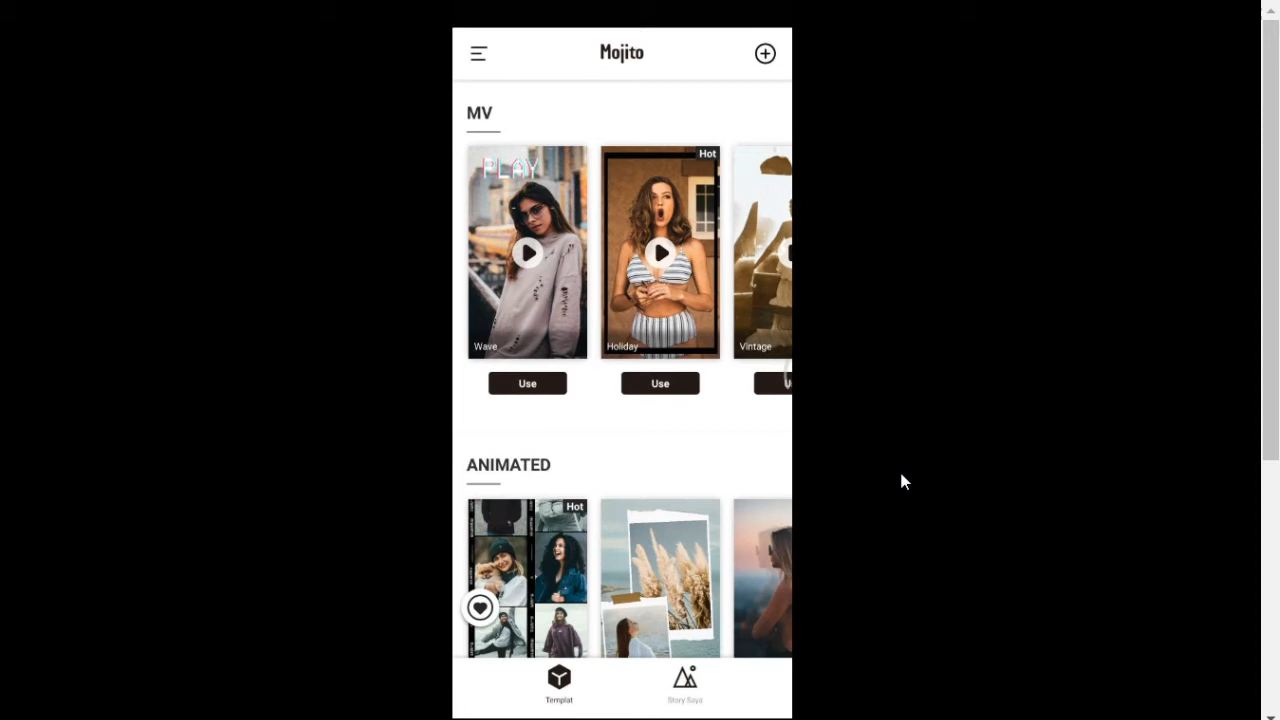 Mojito
MV
PLAY
Hot
Wave
Holiday
Vintage
Use
Use
ANIMATED
Hot
Templat
Story Saya